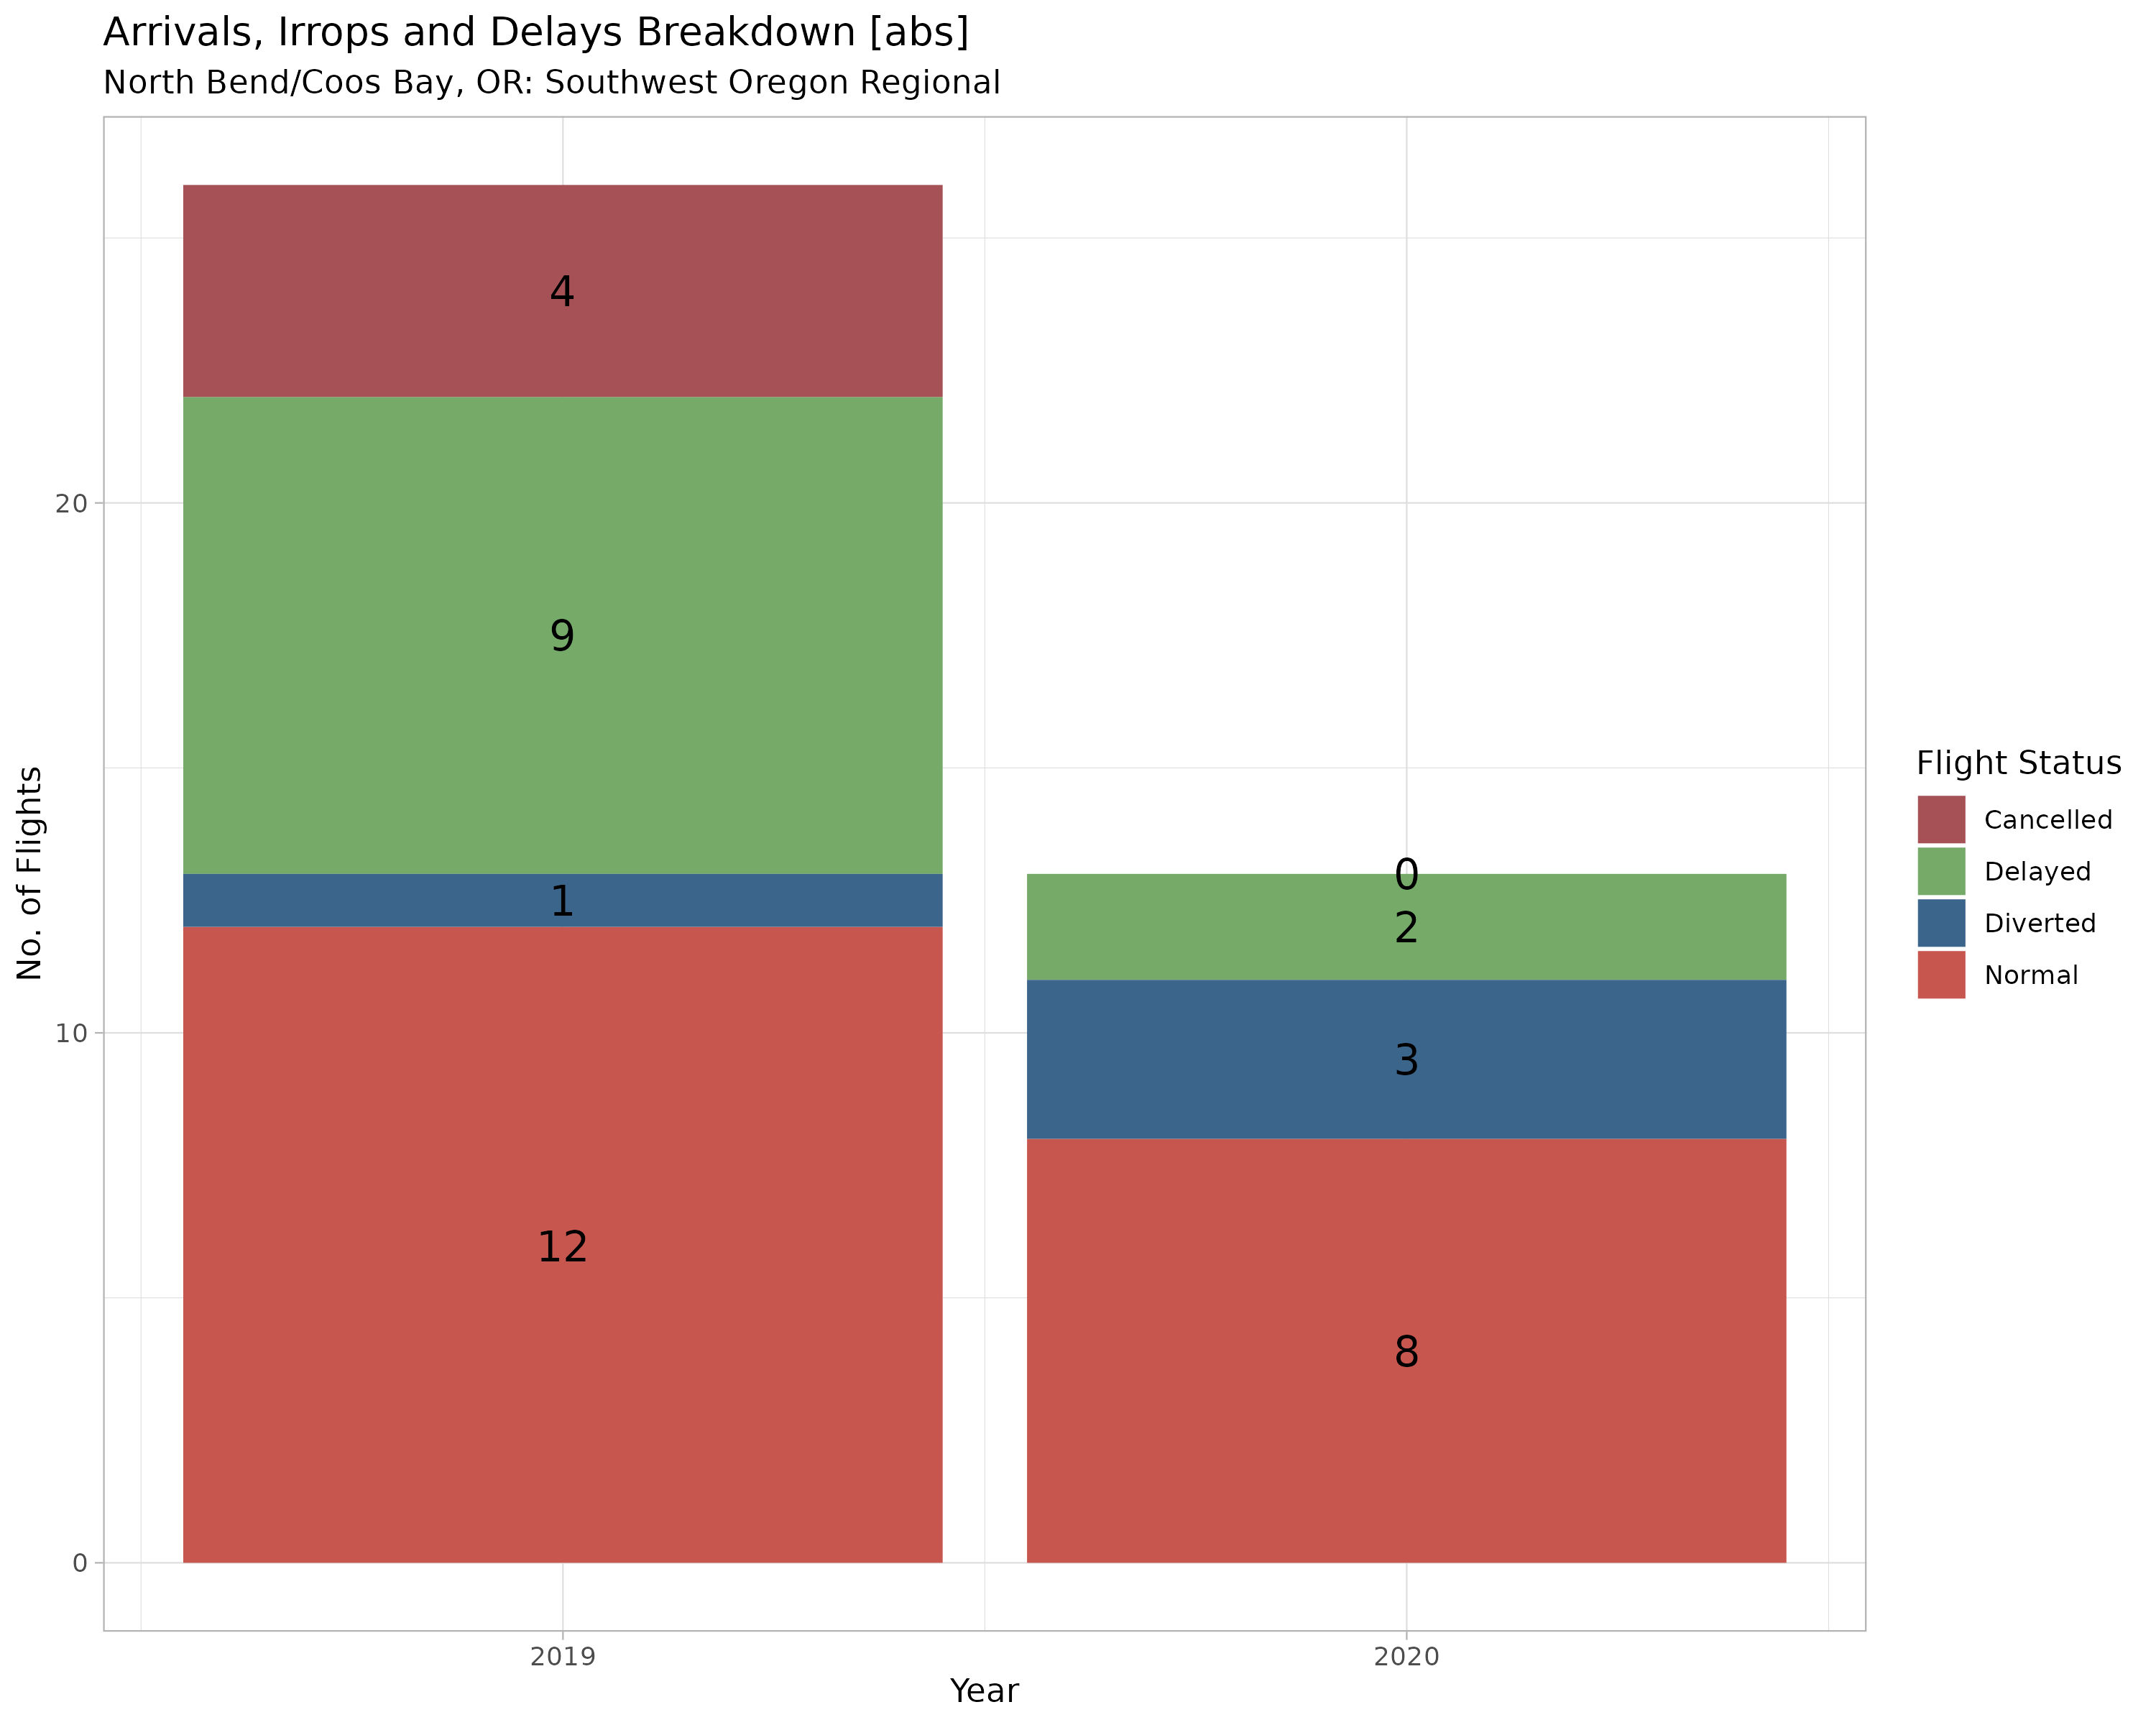 Arrivals, Irrops and Delays Breakdown [abs]
North Bend/Coos Bay, OR: Southwest Oregon Regional
No. of Flights
20
10
0
4
9
1
12
0
2
3
8
2019
2020
Year
Flight Status
Cancelled
Delayed
Diverted
Normal